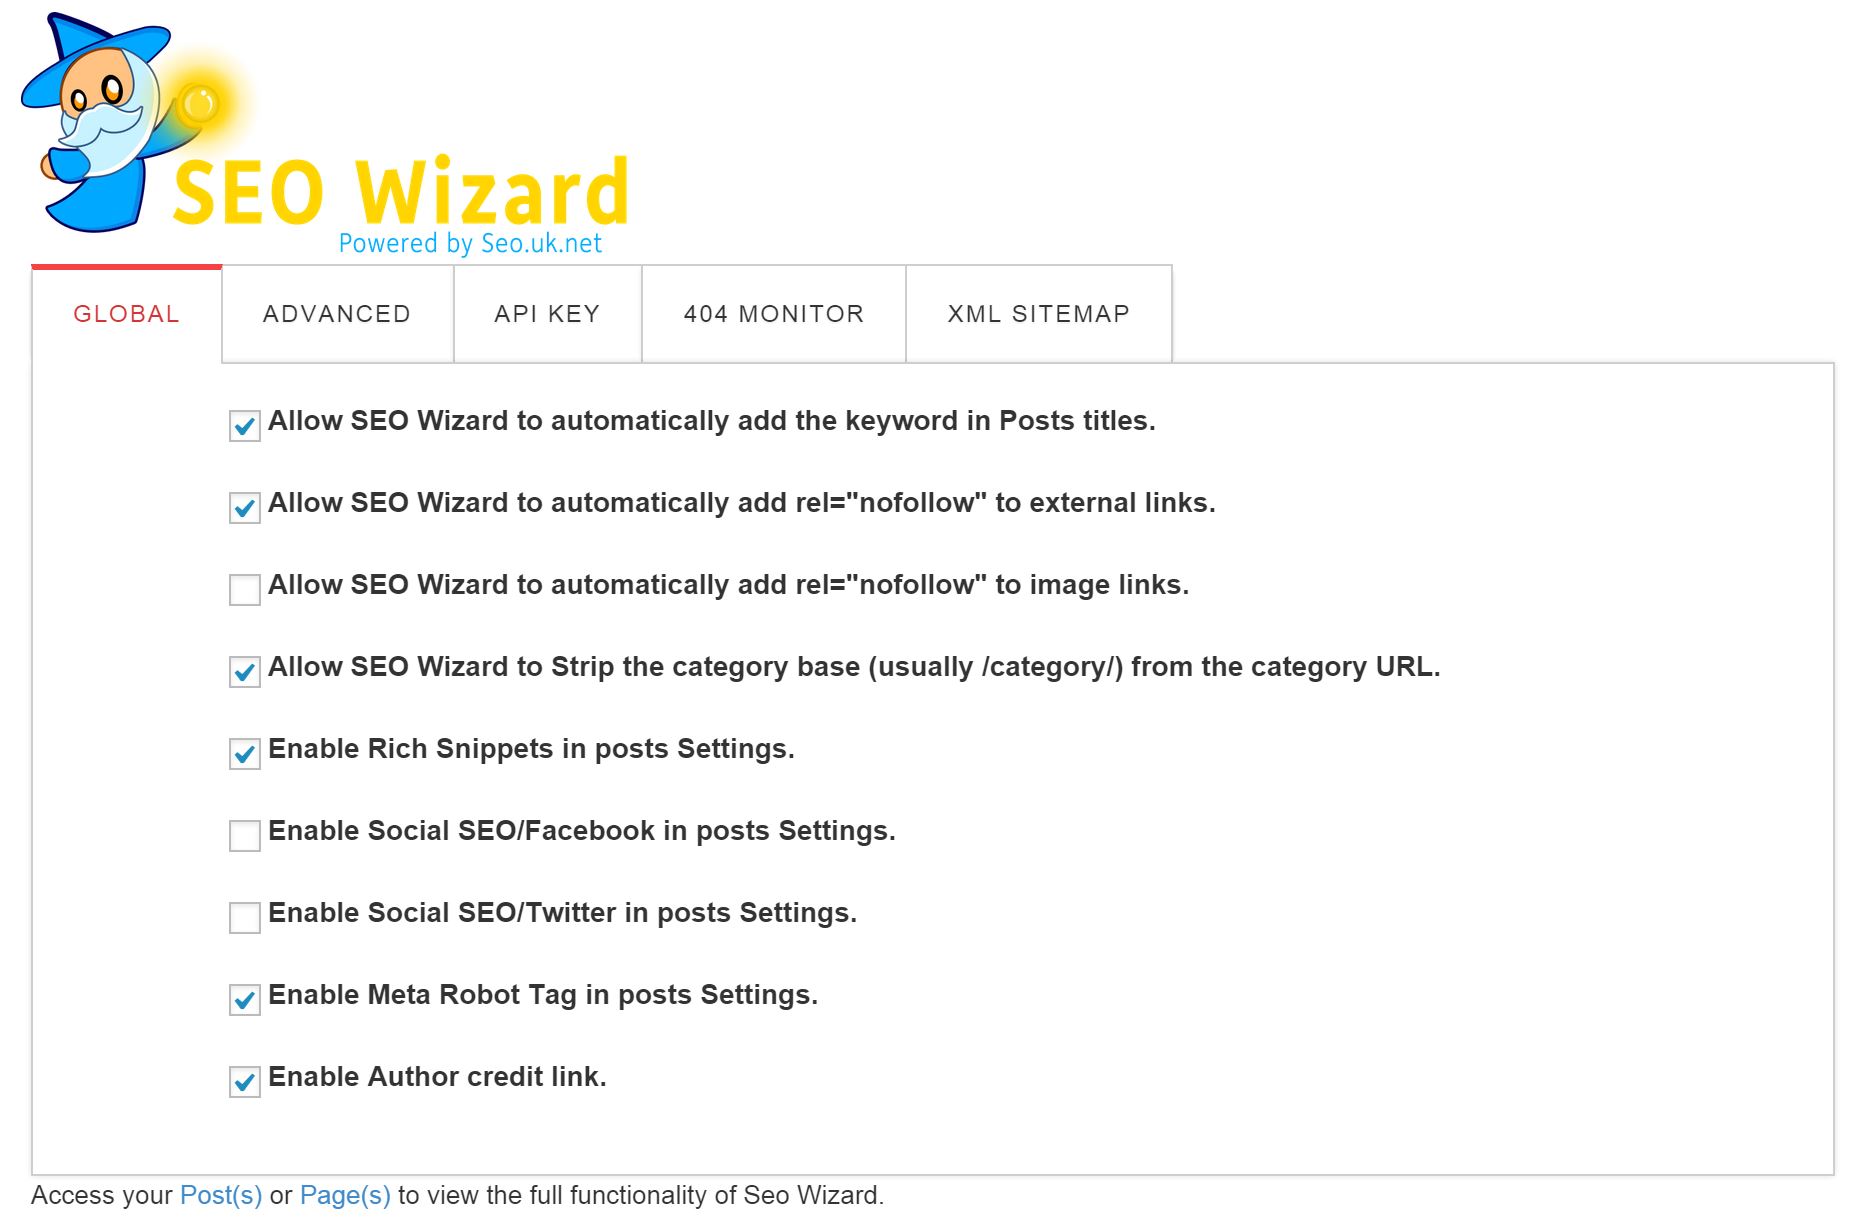 SEO Wizard
Powered by Seo.uk.net
GLOBAL ADVANCED API KEY 404 MONITOR XML SITEMAP
Allow SEO Wizard to automatically add the keyword in Posts titles.
Allow SEO Wizard to automatically add rel="nofollow" to external links.
Allow SEO Wizard to automatically add rel="nofollow" to image links.
Allow SEO Wizard to Strip the category base (usually /category/) from the category URL.
Enable Rich Snippets in posts Settings.
Enable Social SEO/Facebook in posts Settings.
Enable Social SEO/Twitter in posts Settings.
Enable Meta Robot Tag in posts Settings.
Enable Author credit link.
Access your Post(s) or Page(s) to view the full functionality of Seo Wizard.